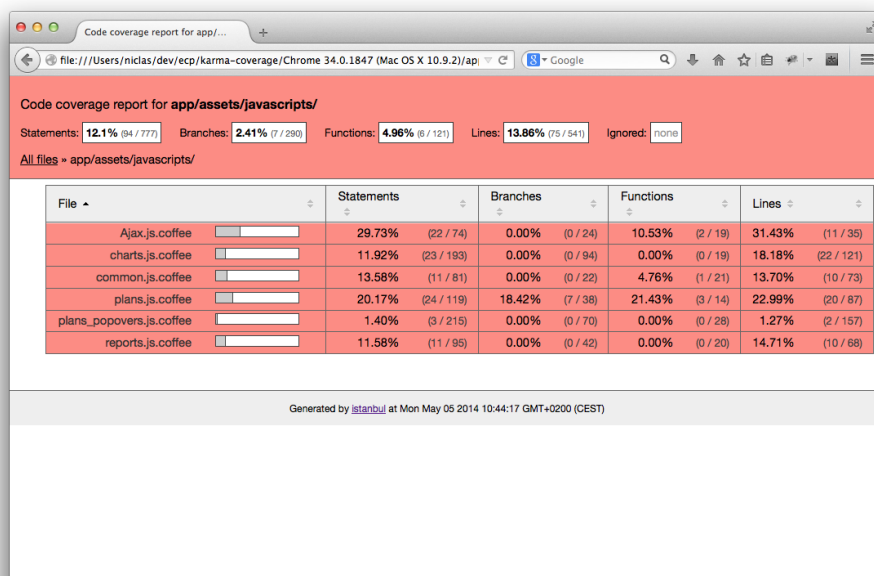 Code coverage report for app/...
file:///Users/niclas/dev/ecp/karma-coverage/Chrome 34.0.1847 (Mac OS X 10.9.2)/ap
Google
Code coverage report for app/assets/javascripts/
Statements: 12.1% (94 / 777) Branches: 2.41% (7 / 290) Functions: 4.96% (6 / 121) Lines: 13.86% (75 / 541) Ignored: none
All files » app/assets/javascripts/
File Statements Branches Functions Lines
Ajax.js.coffee 29.73% (22 / 74) 0.00% (0 / 24) 10.53% (2 / 19) 31.43% (11 / 35)
charts.js.coffee 11.92% (23 / 193) 0.00% (0 / 94) 0.00% (0 / 19) 18.18% (22 / 121)
common.js.coffee 13.58% (11 / 81) 0.00% (0 / 22) 4.76% (1 / 21) 13.70% (10 / 73)
plans.js.coffee 20.17% (24 / 119) 18.42% (7 / 38) 21.43% (3 / 14) 22.99% (20 / 87)
plans_popovers.js.coffee 1.40% (3 / 215) 0.00% (0 / 70) 0.00% (0 / 28) 1.27% (2 / 157)
reports.js.coffee 11.58% (11 / 95) 0.00% (0 / 42) 0.00% (0 / 20) 14.71% (10 / 68)
Generated by istanbul at Mon May 05 2014 10:44:17 GMT+0200 (CEST)